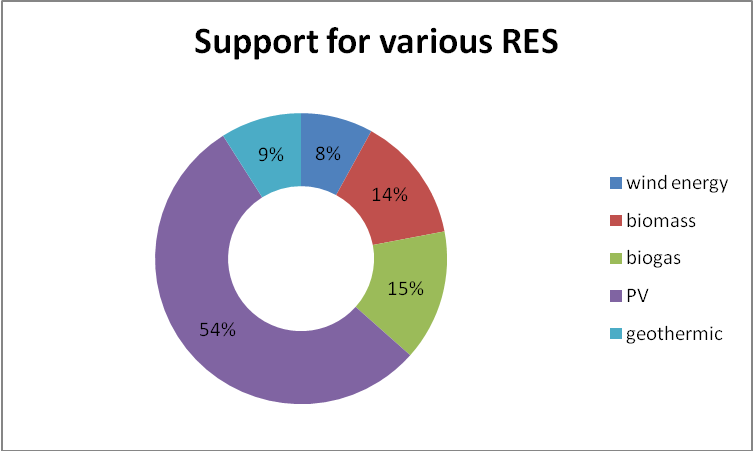 Support for various RES
9%
8%
14%
15%
54%
wind energy
biomass
biogas
PV
geothermic